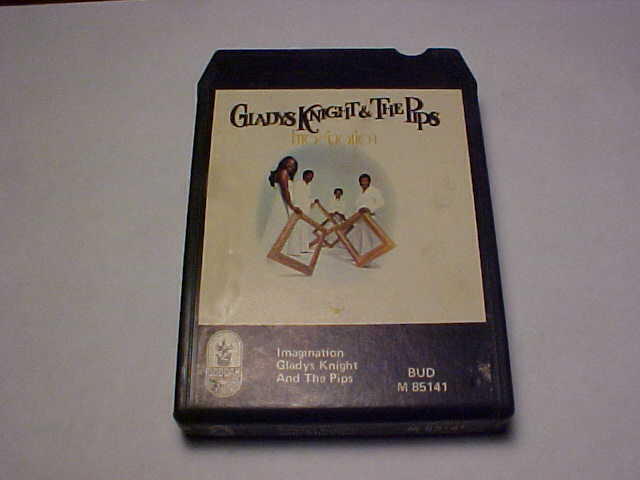 GLADYS KNIGHT & THE PIPS
Imagination
Imagination
Gladys Knight
And The Pips
BUD
M 85141